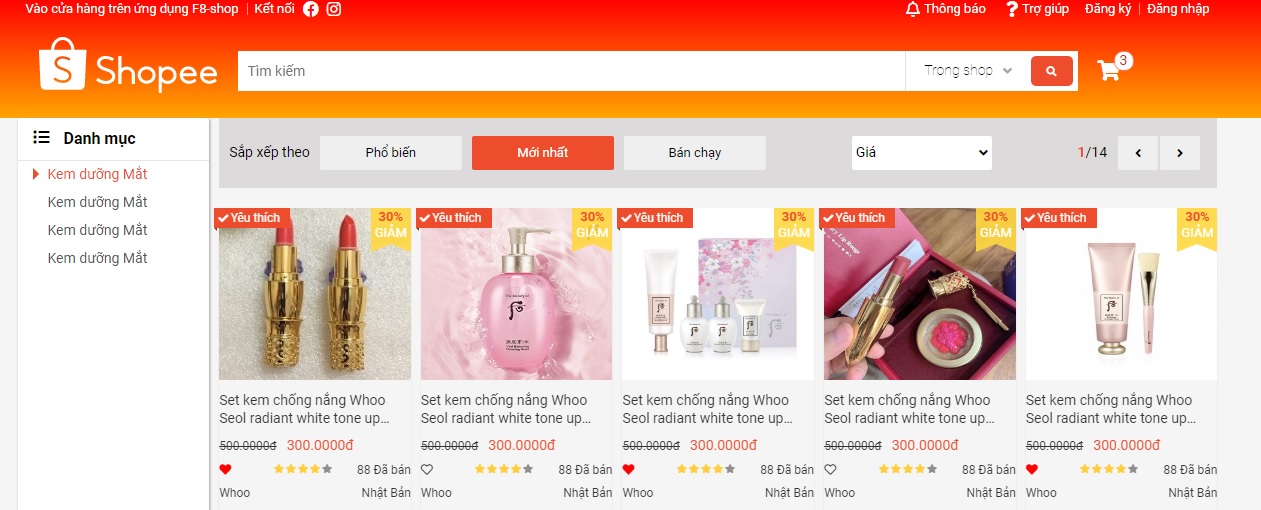 Vào cửa hàng trên ứng dụng F8-shop Kết nối
Thông báo Trợ giúp Đăng ký Đăng nhập
Shopee
Tìm kiếm
Trong shop
3
Danh mục
Kem dưỡng Mắt
Kem dưỡng Mắt
Kem dưỡng Mắt
Kem dưỡng Mắt
Sắp xếp theo Phổ biến Mới nhất Bán chạy Giá 1/14
Yêu thích 30% GIẢM
Set kem chống nắng Whoo
Seol radiant white tone up...
500.0000đ 300.0000đ
88 Đã bán
Whoo Nhật Bản
Yêu thích 30% GIẢM
Set kem chống nắng Whoo
Seol radiant white tone up...
500.0000đ 300.0000đ
88 Đã bán
Whoo Nhật Bản
Yêu thích 30% GIẢM
Set kem chống nắng Whoo
Seol radiant white tone up...
500.0000đ 300.0000đ
88 Đã bán
Whoo Nhật Bản
Yêu thích 30% GIẢM
Set kem chống nắng Whoo
Seol radiant white tone up...
500.0000đ 300.0000đ
88 Đã bán
Whoo Nhật Bản
Yêu thích 30% GIẢM
Set kem chống nắng Whoo
Seol radiant white tone up...
500.0000đ 300.0000đ
88 Đã bán
Whoo Nhật Bản